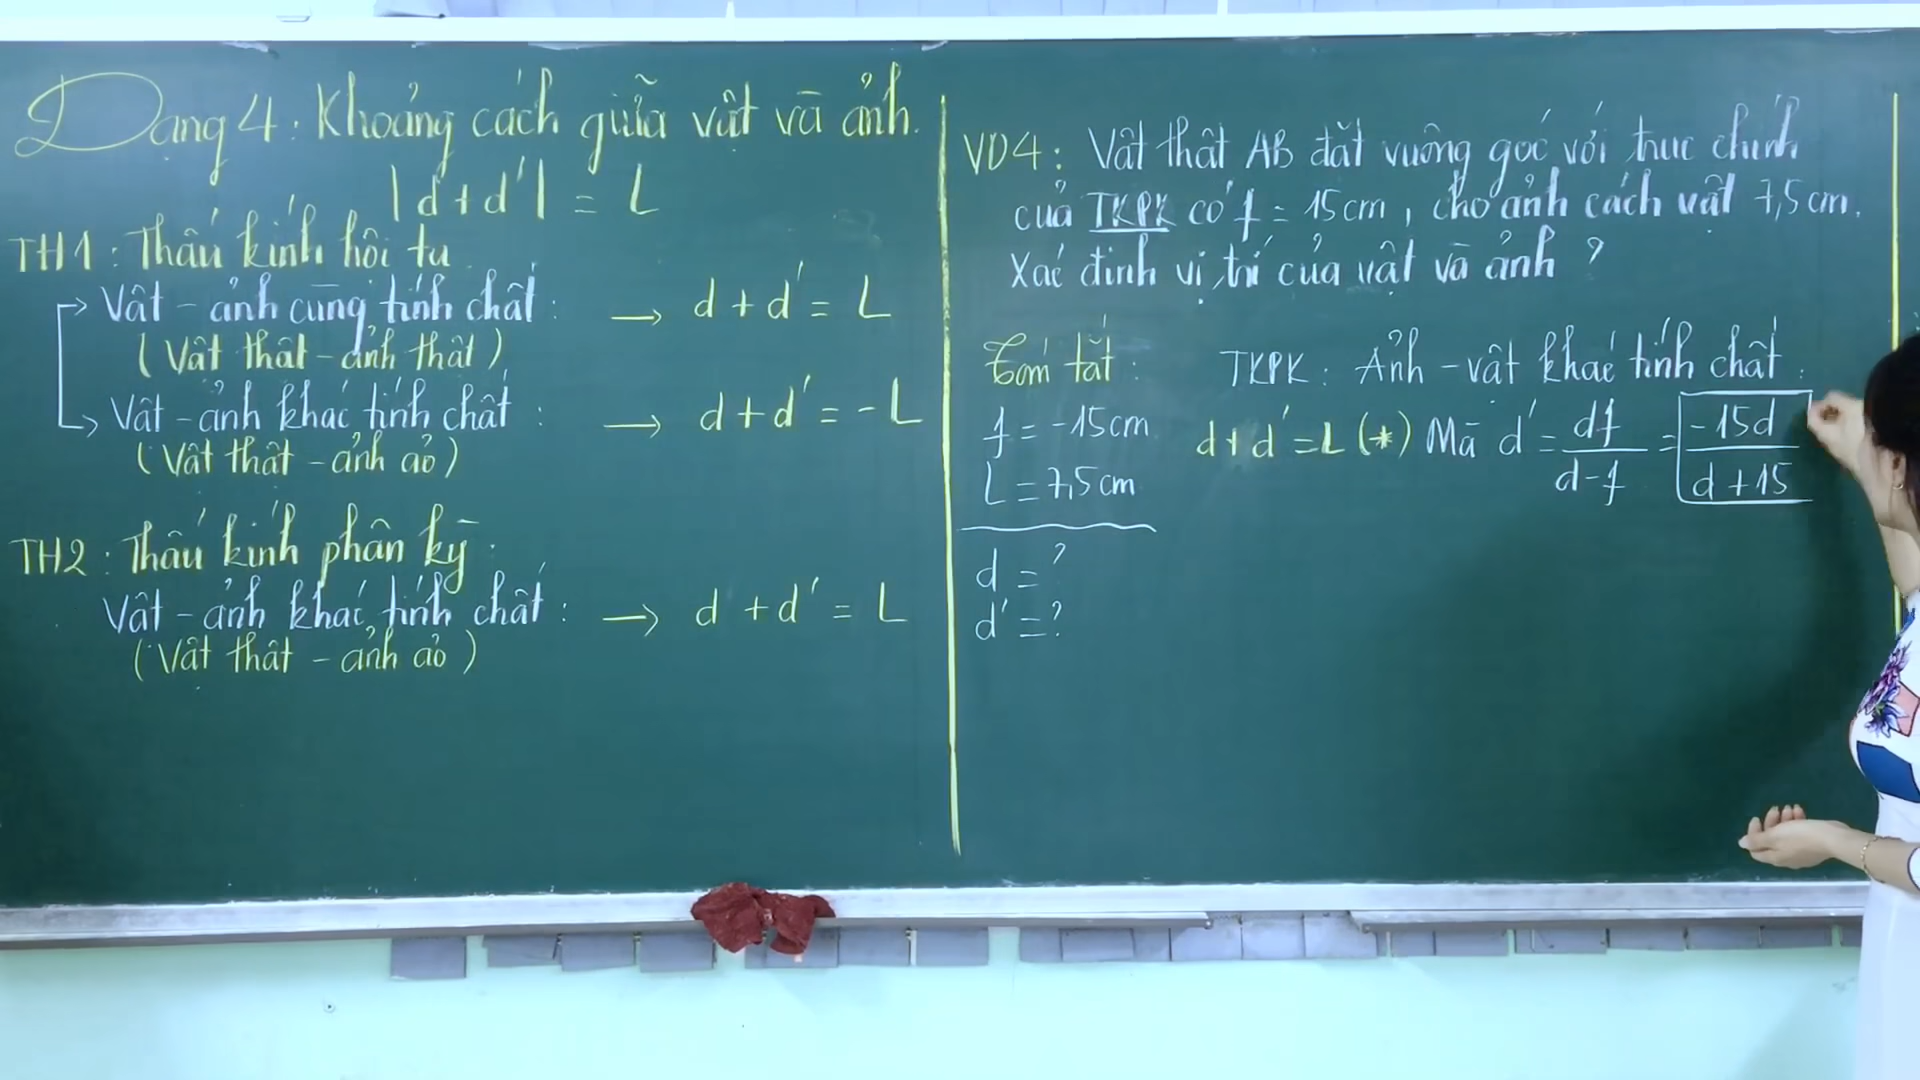 Dạng 4: Khoảng cách giữa vật và ảnh.
|d + d'| = L
TH1: Thấu kính hội tụ
Vật - ảnh cùng tính chất: → d + d' = L
(Vật thật - ảnh thật)
Vật - ảnh khác tính chất: → d + d' = - L
(Vật thật - ảnh ảo)
TH2: Thấu kính phân kỳ.
Vật - ảnh khác tính chất: → d + d' = L
(Vật thật - ảnh ảo)
VD4: Vật thật AB đặt vuông góc với trục chính
của TKPK có f = 15cm, cho ảnh cách vật 7,5cm.
Xác định vị trí của vật và ảnh?
Tóm tắt:
f = -15cm
L = 7,5cm
d = ?
d' = ?
TKPK: Ảnh - vật khác tính chất:
d + d' = L (*) Mà d' = df / (d - f) = -15d / (d + 15)